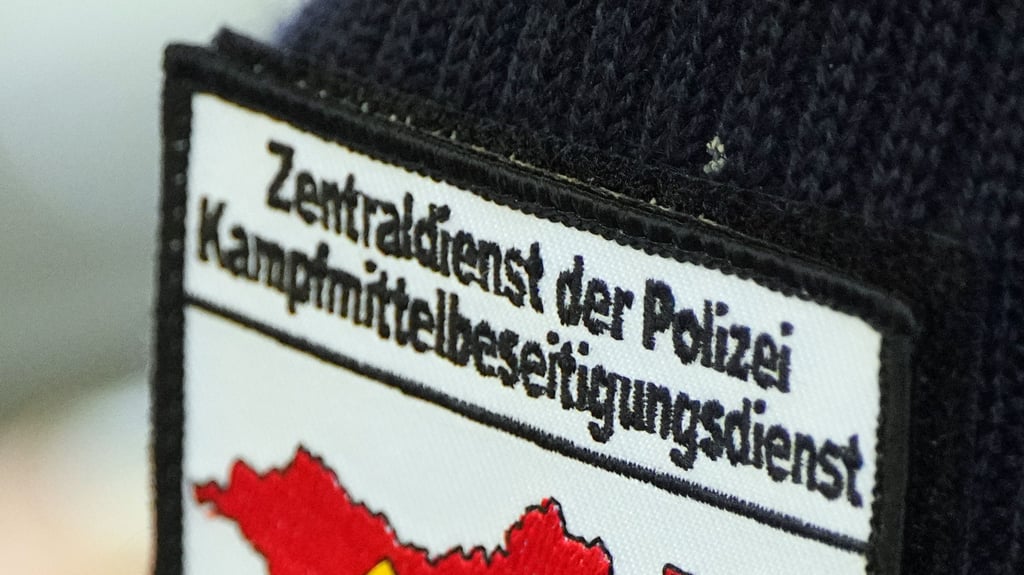 Zentraldienst der Polizei
Kampfmittelbeseitigungsdienst